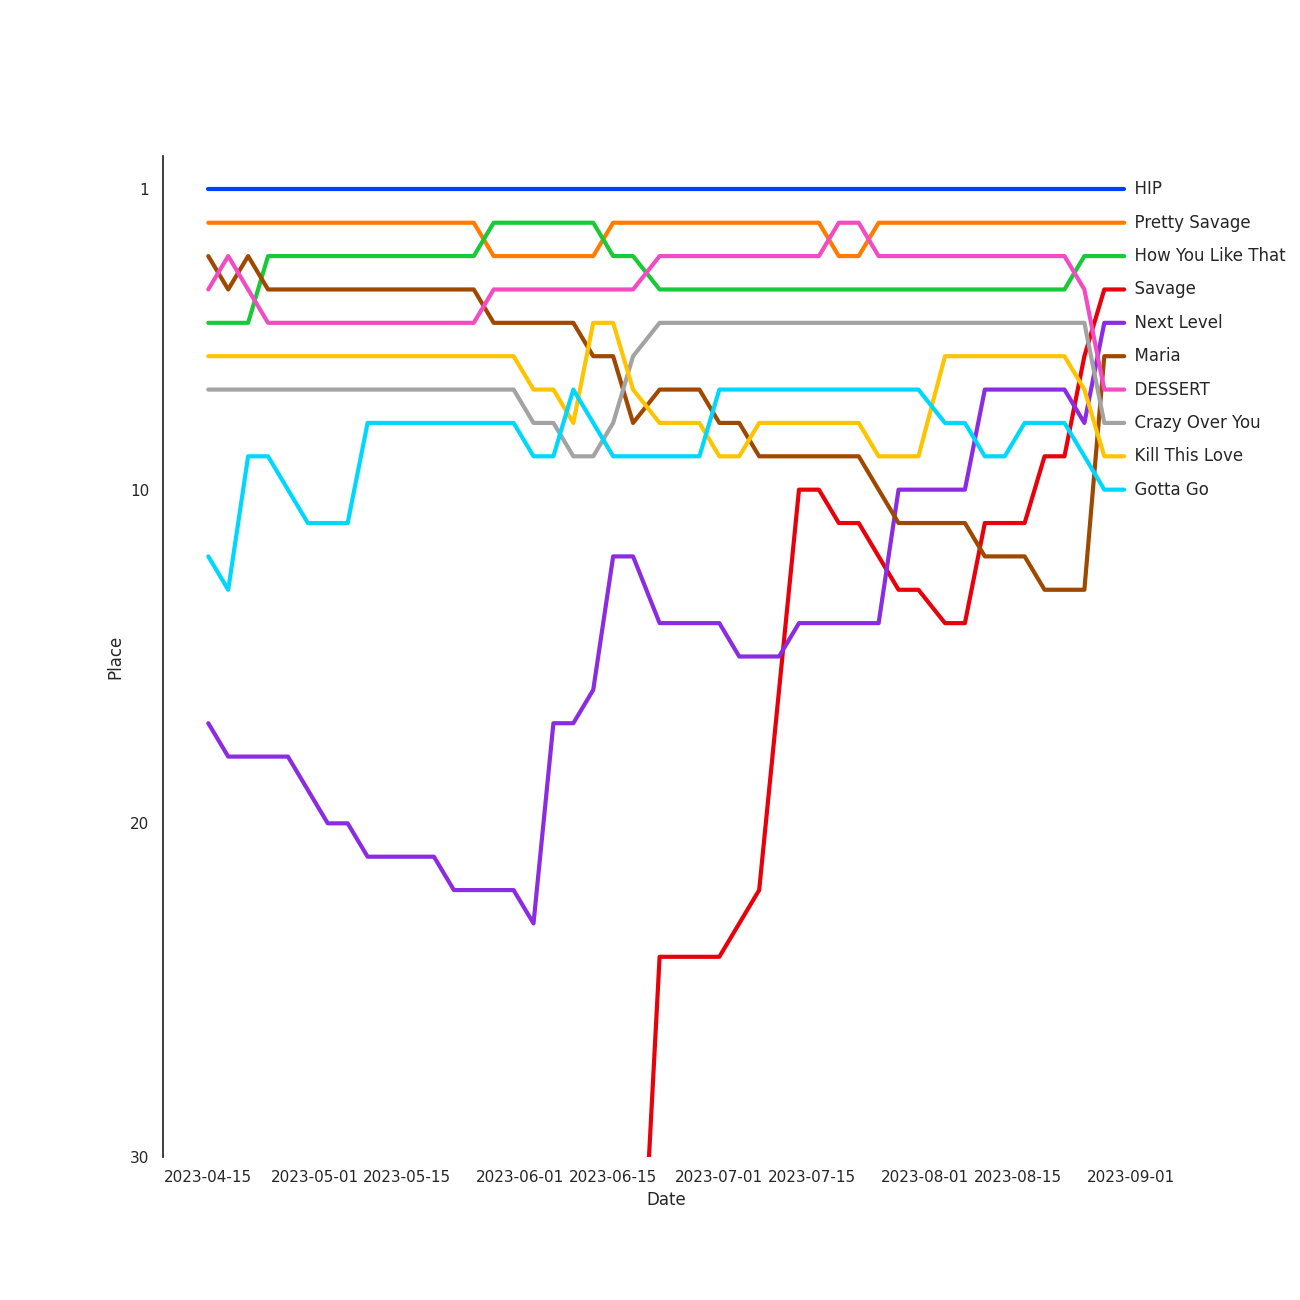 1
HIP
Pretty Savage
How You Like That
Savage
Next Level
Maria
DESSERT
Crazy Over You
Kill This Love
10
Gotta Go
Place
20
30
2023-04-15 2023-05-01 2023-05-15 2023-06-01 2023-06-15 2023-07-01 2023-07-15 2023-08-01 2023-08-15 2023-09-01
Date